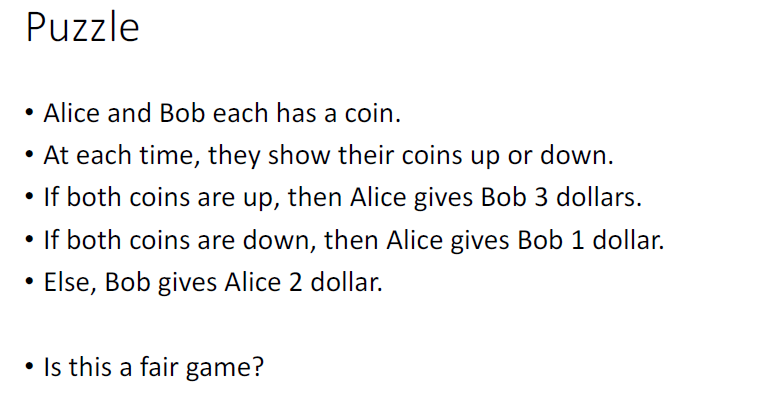 Puzzle
• Alice and Bob each has a coin.
• At each time, they show their coins up or down.
• If both coins are up, then Alice gives Bob 3 dollars.
• If both coins are down, then Alice gives Bob 1 dollar.
• Else, Bob gives Alice 2 dollar.
• Is this a fair game?